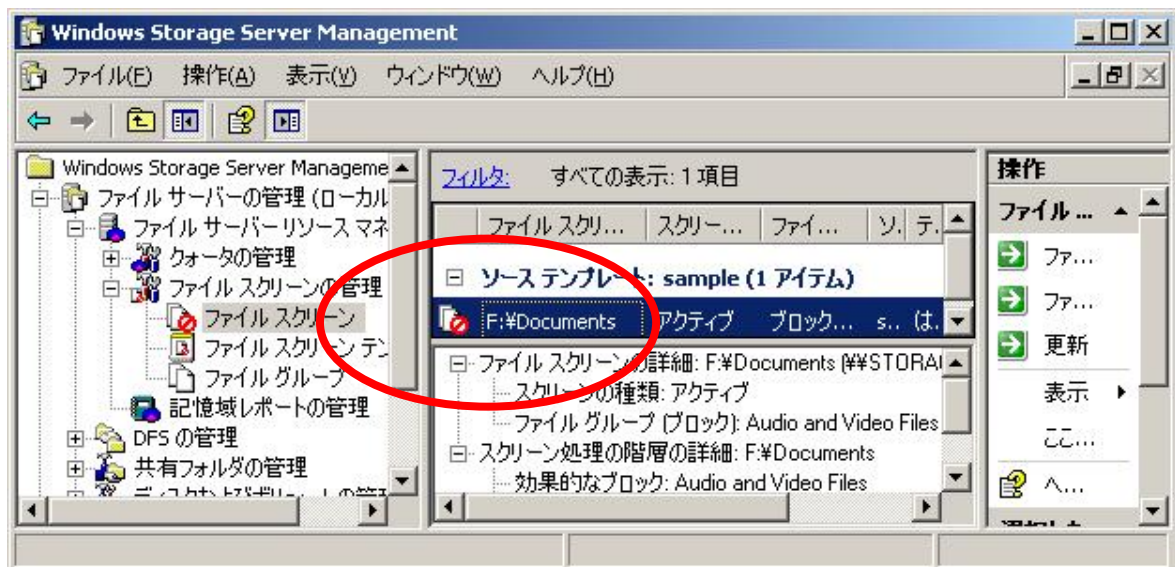 Windows Storage Server Management
ファイル(F) 操作(A) 表示(V) ウィンドウ(W) ヘルプ(H)
Windows Storage Server Manageme
ファイル サーバーの管理 (ローカル
ファイル サーバー リソース マネ
クォータの管理
ファイル スクリーンの管理
ファイル スクリーン
ファイル スクリーン テン
ファイル グループ
記憶域レポートの管理
DFS の管理
共有フォルダの管理
フィルタ: すべての表示: 1 項目
ファイル スクリ... スクリー... ファイ... ソ. テ.
ソース テンプレート: sample (1 アイテム)
F:¥Documents アクティブ ブロック... s.. (は.
ファイル スクリーンの詳細: F:¥Documents (¥¥STORA
スクリーンの種類: アクティブ
ファイル グループ (ブロック): Audio and Video Files
スクリーン処理の階層の詳細: F:¥Documents
効果的なブロック: Audio and Video Files
操作
ファイル ...
ファ...
ファ...
更新
表示
ここ...
ヘ...